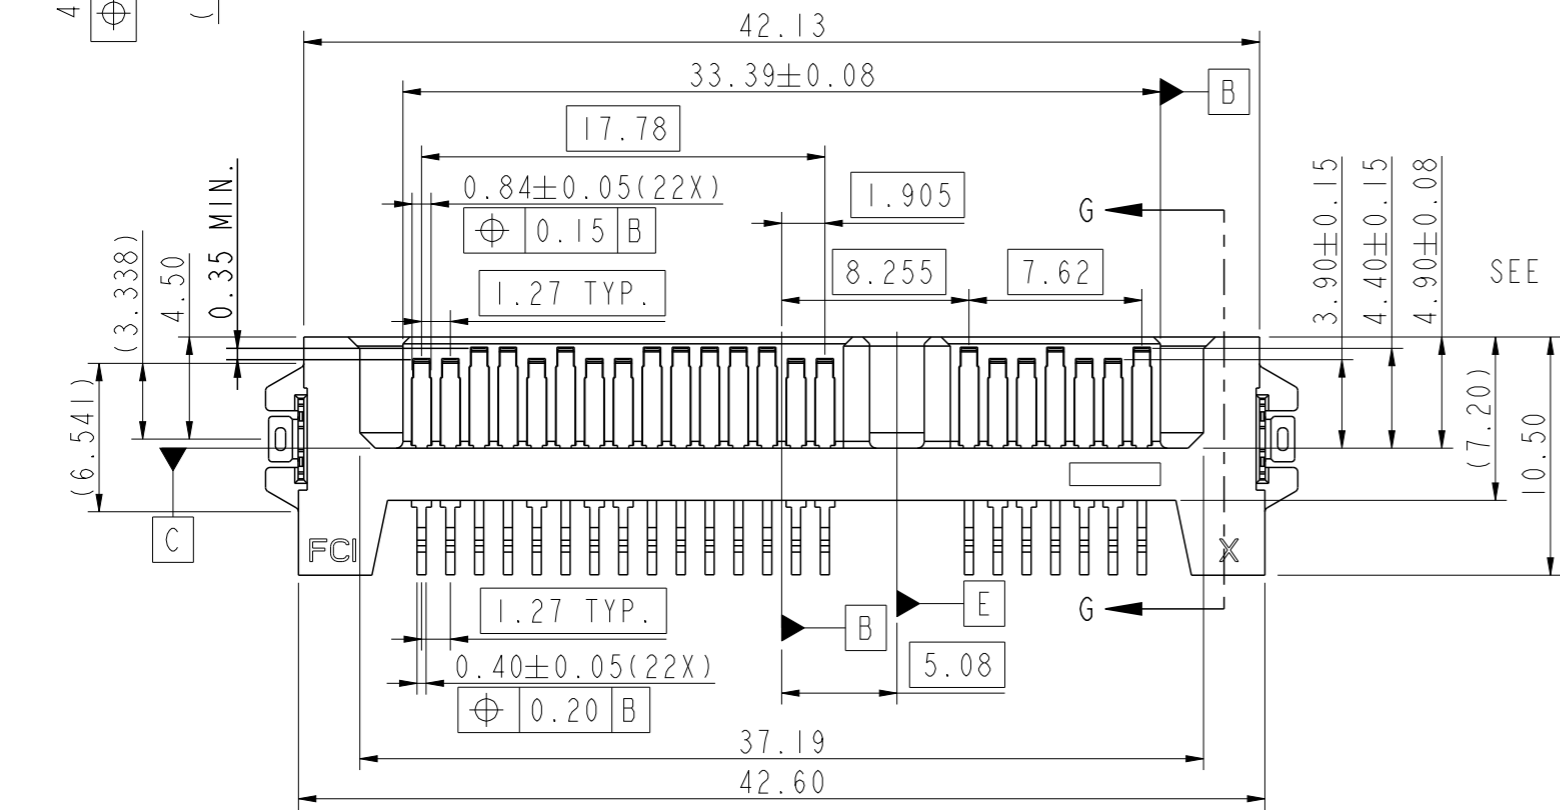 4
(
42.13
33.39±0.08
B
17.78
0.84±0.05(22X)
0.15 B
1.905
G
8.255
7.62
1.27 TYP.
(3.338)
4.50
0.35 MIN.
3.90±0.15
4.40±0.15
4.90±0.08
SEE
(6.541)
(7.20)
10.50
C
FCI
X
1.27 TYP.
E
G
B
0.40±0.05(22X)
5.08
0.20 B
37.19
42.60